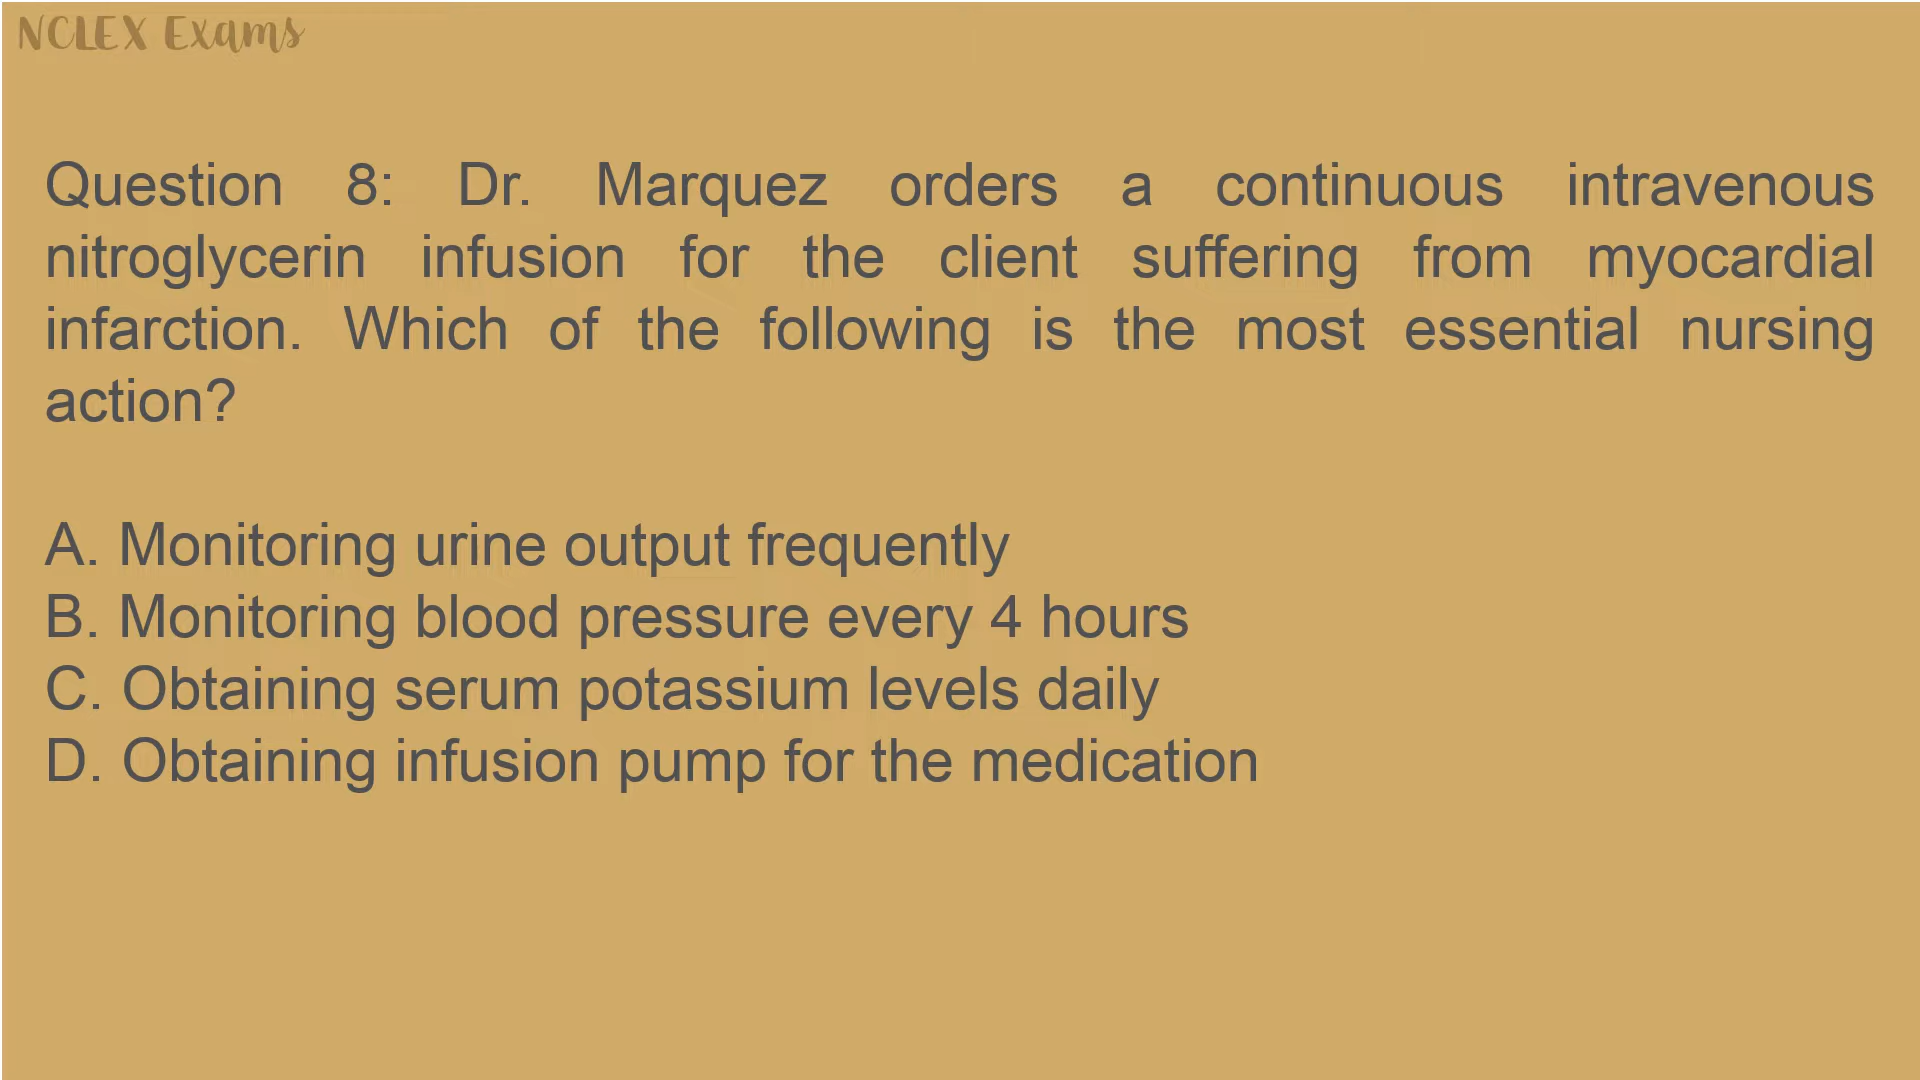 NCLEX Exams
Question 8: Dr. Marquez orders a continuous intravenous
nitroglycerin infusion for the client suffering from myocardial
infarction. Which of the following is the most essential nursing
action?
A. Monitoring urine output frequently
B. Monitoring blood pressure every 4 hours
C. Obtaining serum potassium levels daily
D. Obtaining infusion pump for the medication